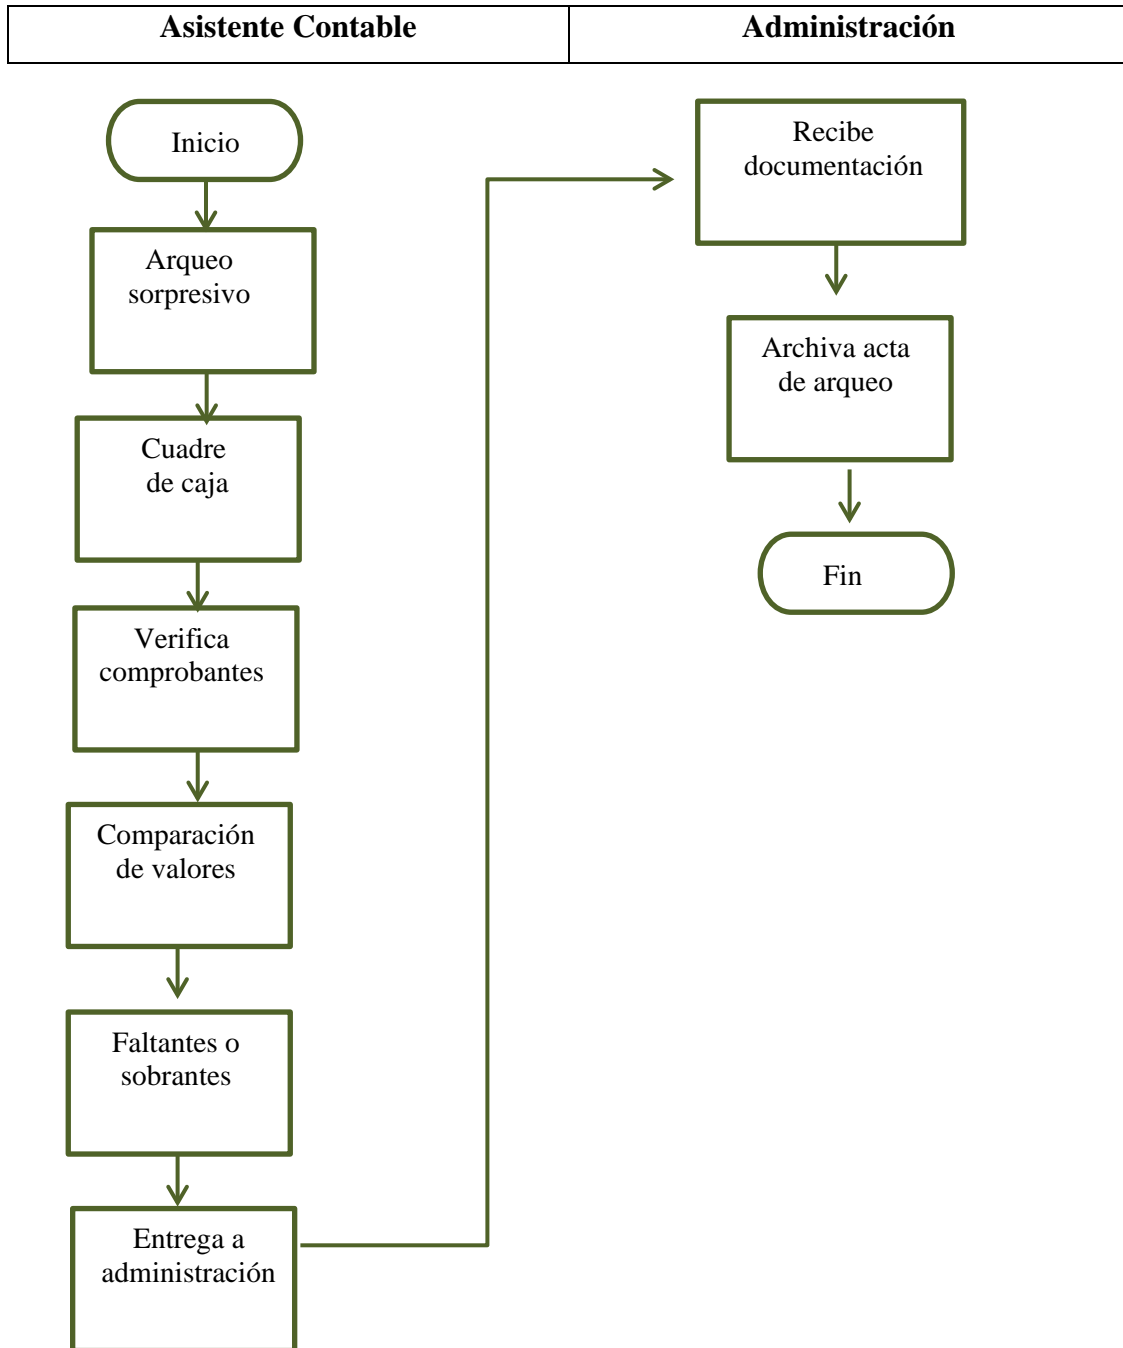 Asistente Contable
Administración
Inicio
Arqueo
sorpresivo
Cuadre
de caja
Verifica
comprobantes
Comparación
de valores
Faltantes o
sobrantes
Entrega a
administración
Recibe
documentación
Archiva acta
de arqueo
Fin